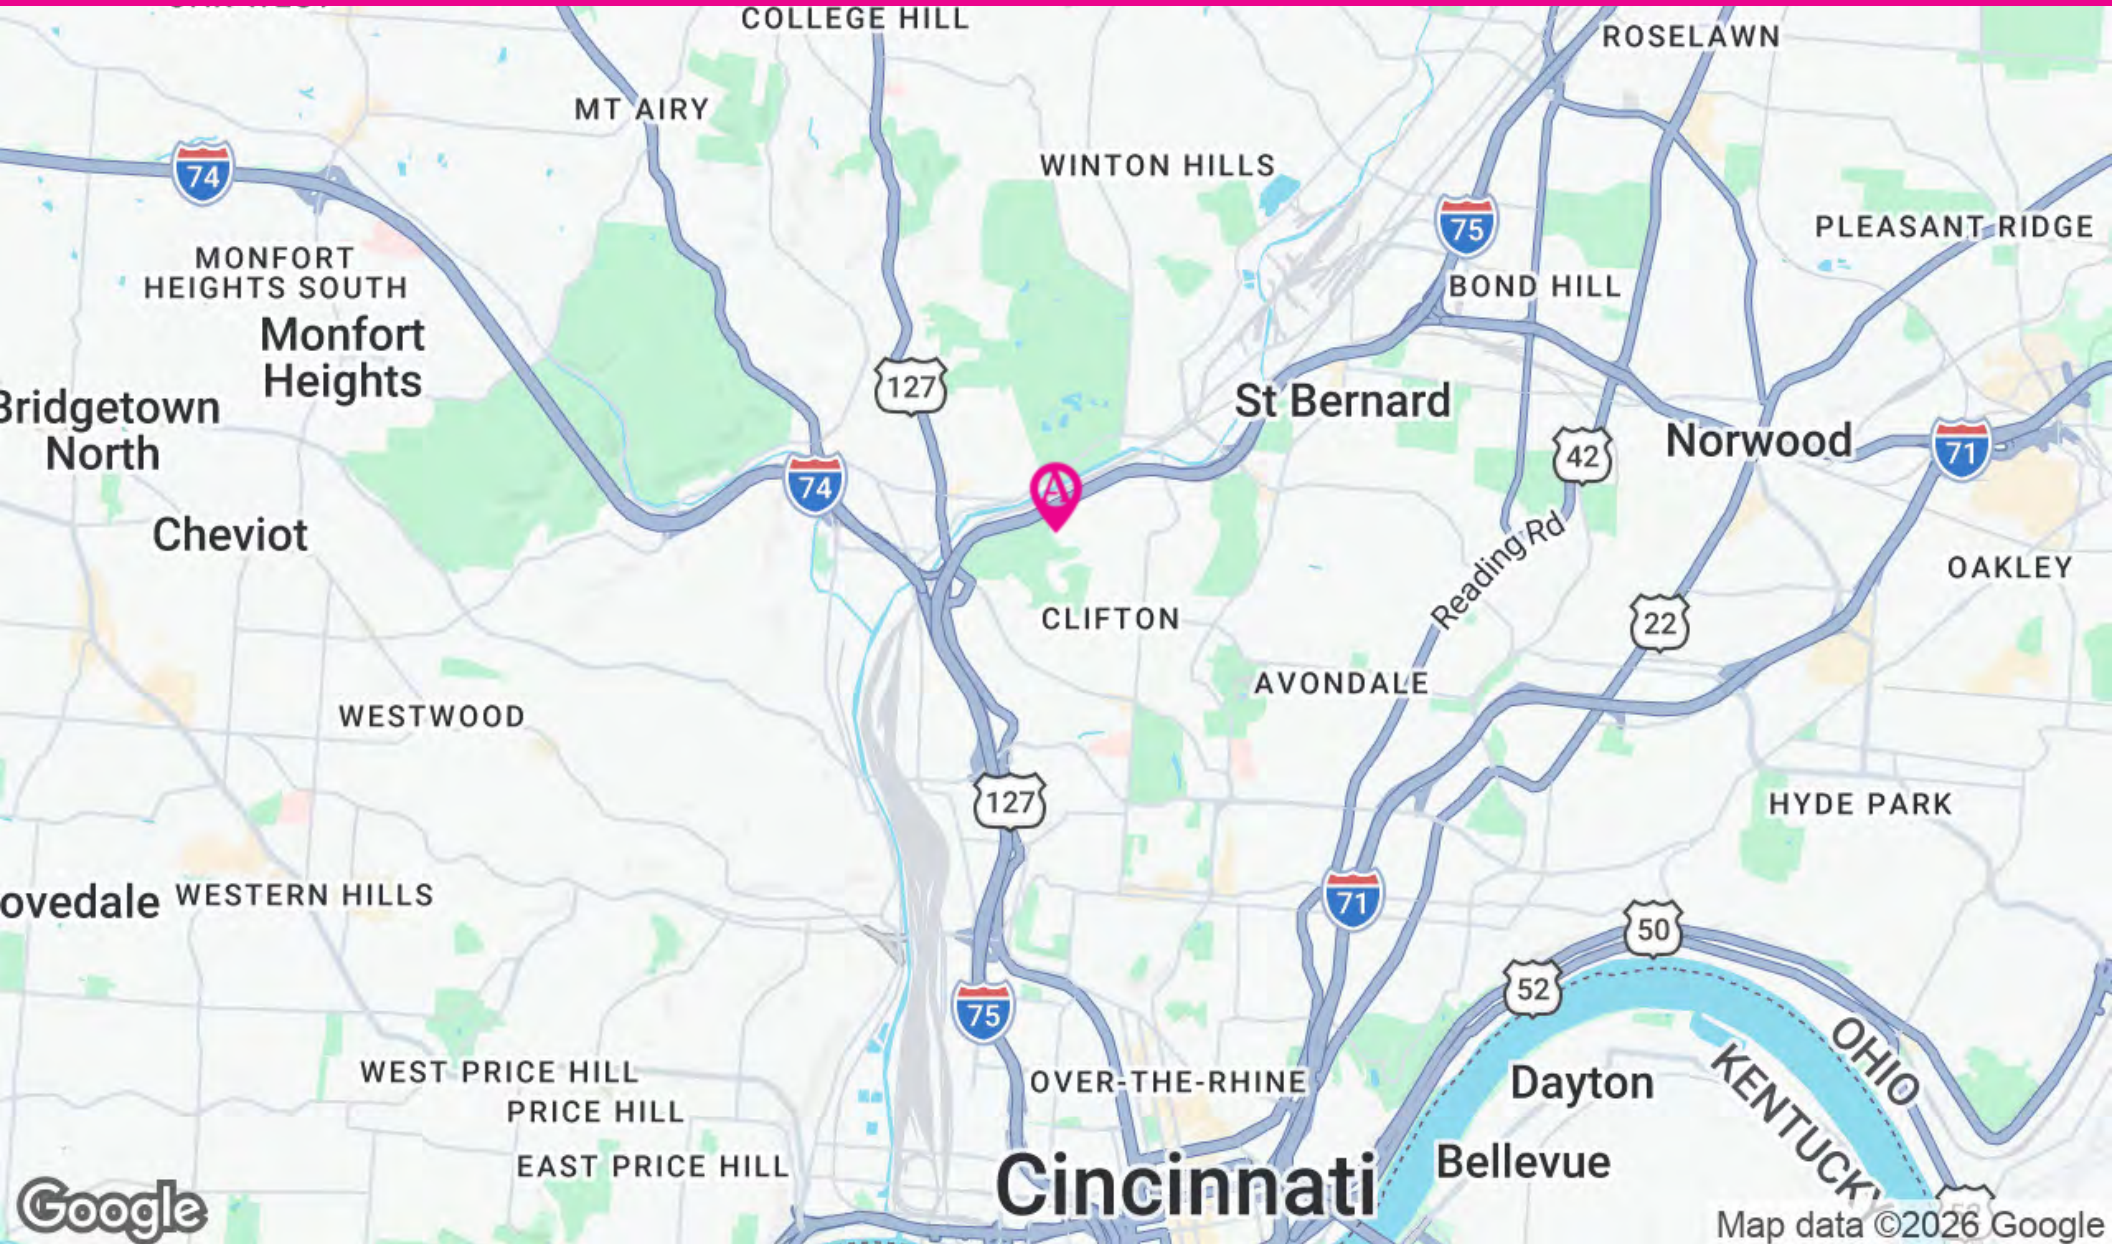 COLLEGE HILL
ROSELAWN
MT AIRY
WINTON HILLS
74
75
PLEASANT RIDGE
MONFORT
HEIGHTS SOUTH
BOND HILL
Monfort
Heights
127
Bridgetown
North
St Bernard
42
Norwood
71
74
A
Cheviot
Reading Rd
OAKLEY
CLIFTON
22
AVONDALE
WESTWOOD
127
HYDE PARK
ovedale
WESTERN HILLS
71
50
52
75
OHIO
KENTUCKY
WEST PRICE HILL
OVER-THE-RHINE
Dayton
PRICE HILL
EAST PRICE HILL
Cincinnati
Bellevue
Google
52
Map data ©2026 Google